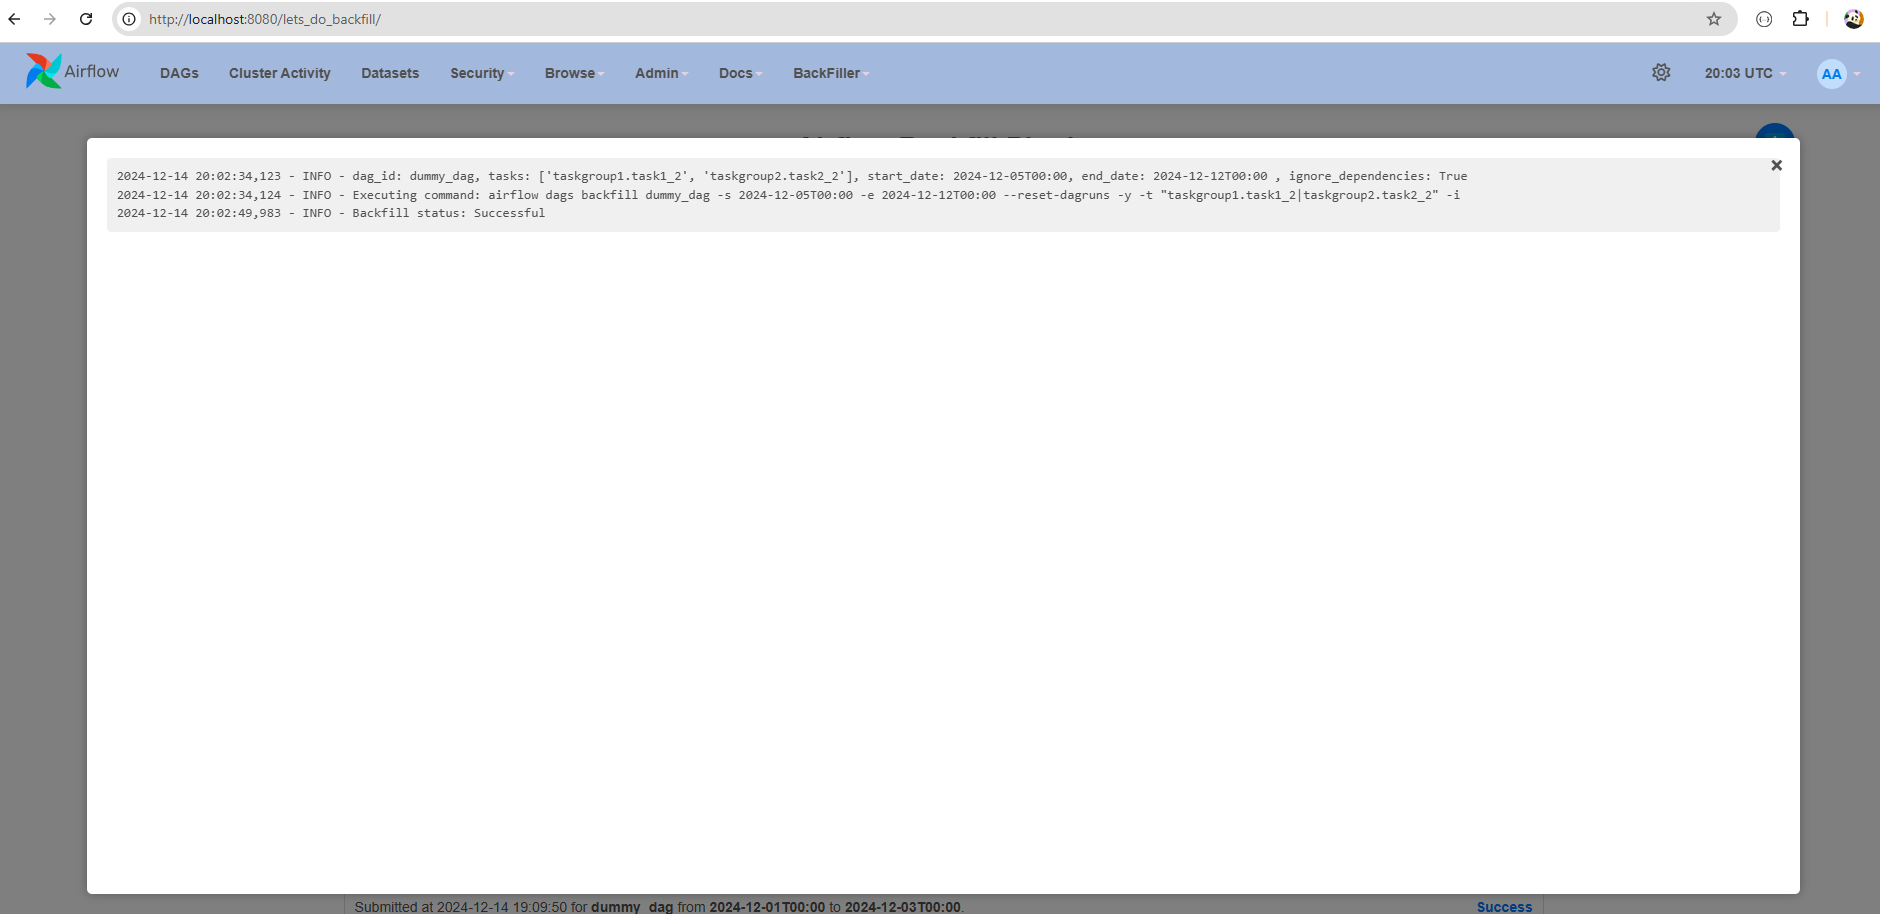 http://localhost:8080/lets_do_backfill/
Airflow DAGs Cluster Activity Datasets Security Browse Admin Docs BackFiller 20:03 UTC AA
2024-12-14 20:02:34,123 - INFO - dag_id: dummy_dag, tasks: ['taskgroup1.task1_2', 'taskgroup2.task2_2'], start_date: 2024-12-05T00:00, end_date: 2024-12-12T00:00 , ignore_dependencies: True
2024-12-14 20:02:34,124 - INFO - Executing command: airflow dags backfill dummy_dag -s 2024-12-05T00:00 -e 2024-12-12T00:00 --reset-dagruns -y -t "taskgroup1.task1_2|taskgroup2.task2_2" -i
2024-12-14 20:02:49,983 - INFO - Backfill status: Successful
Submitted at 2024-12-14 19:09:50 for dummy_dag from 2024-12-01T00:00 to 2024-12-03T00:00. Success